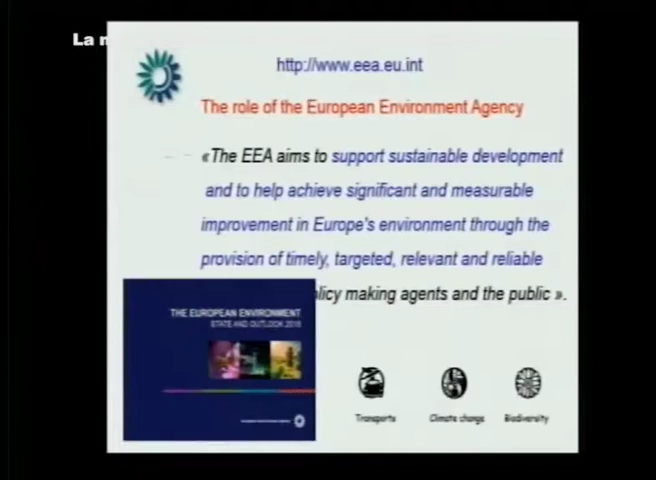 La
http://www.eea.eu.int
The role of the European Environment Agency
«The EEA aims to support sustainable development
and to help achieve significant and measurable
improvement in Europe's environment through the
provision of timely, targeted, relevant and reliable
making agents and the public ».
THE EUROPEAN ENVIRONMENT
STATE AND OUTLOOK
Transports
Climate change
Biodiversity